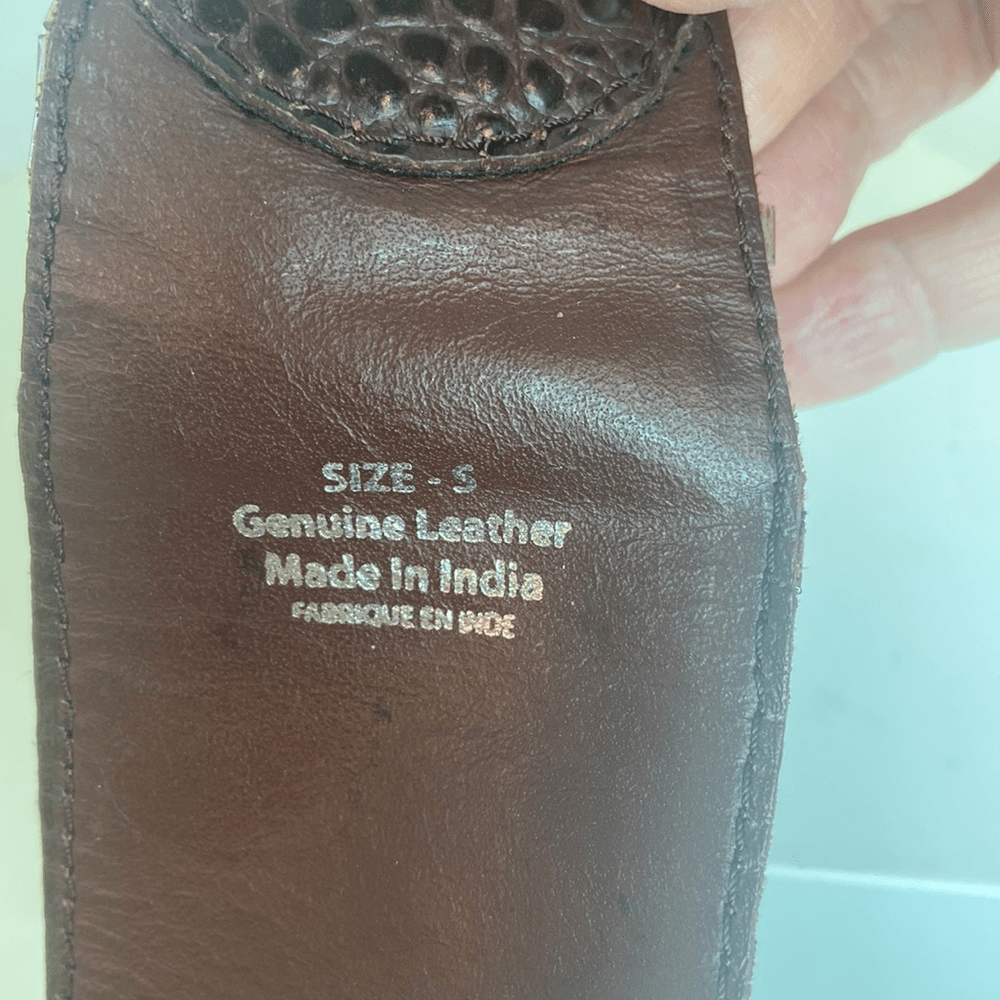 SIZE - S
Genuine Leather
Made In India
FABRIQUE EN INDE